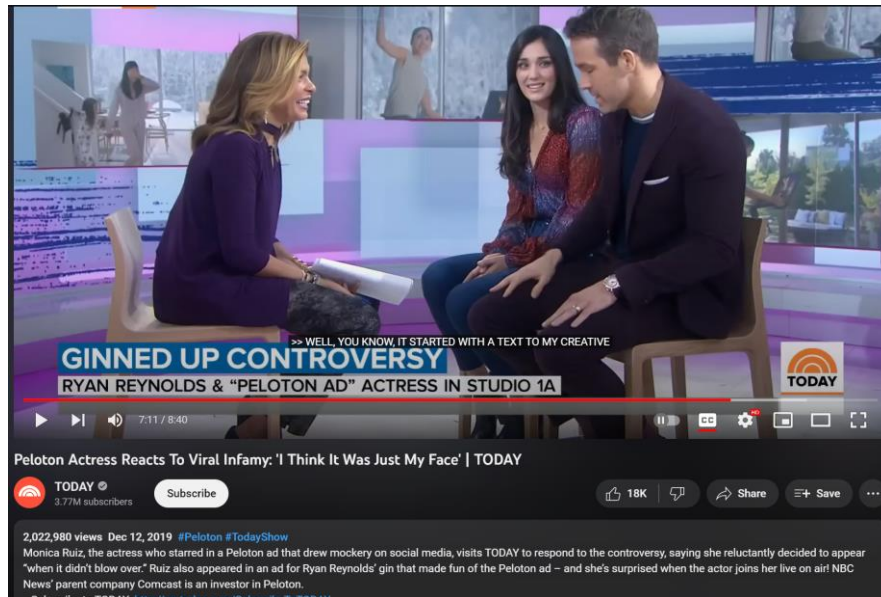 >> WELL, YOU KNOW, IT STARTED WITH A TEXT TO MY CREATIVE
GINNED UP CONTROVERSY
RYAN REYNOLDS & “PELOTON AD” ACTRESS IN STUDIO 1A
TODAY
7:11 / 8:40
CC
HD
Peloton Actress Reacts To Viral Infamy: 'I Think It Was Just My Face' | TODAY
TODAY
3.77M subscribers
Subscribe
18K
Share
Save
2,022,980 views Dec 12, 2019 #Peloton #TodayShow
Monica Ruiz, the actress who starred in a Peloton ad that drew mockery on social media, visits TODAY to respond to the controversy, saying she reluctantly decided to appear
“when it didn’t blow over.” Ruiz also appeared in an ad for Ryan Reynolds’ gin that made fun of the Peloton ad – and she’s surprised when the actor joins her live on air! NBC
News’ parent company Comcast is an investor in Peloton.